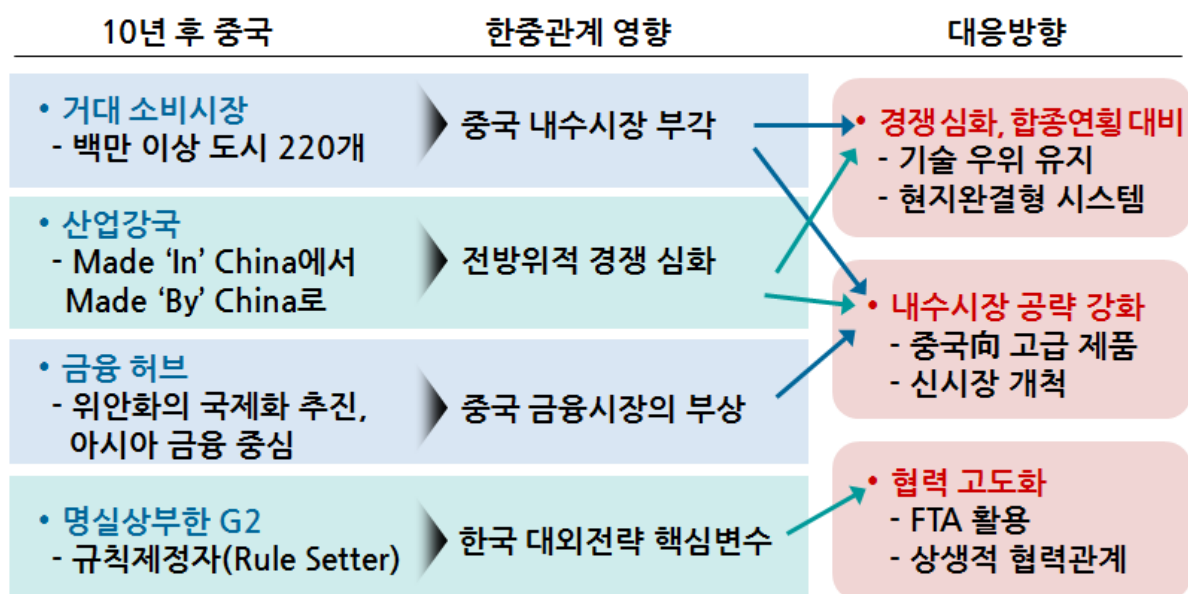 10년 후 중국
한중관계 영향
대응방향
• 거대 소비시장
- 백만 이상 도시 220개
중국 내수시장 부각
• 산업강국
- Made ‘In’ China에서
Made ‘By’ China로
전방위적 경쟁 심화
• 금융 허브
- 위안화의 국제화 추진,
아시아 금융 중심
중국 금융시장의 부상
• 명실상부한 G2
- 규칙제정자(Rule Setter)
한국 대외전략 핵심변수
• 경쟁 심화, 합종연횡 대비
- 기술 우위 유지
- 현지완결형 시스템
• 내수시장 공략 강화
- 중국向 고급 제품
- 신시장 개척
• 협력 고도화
- FTA 활용
- 상생적 협력관계